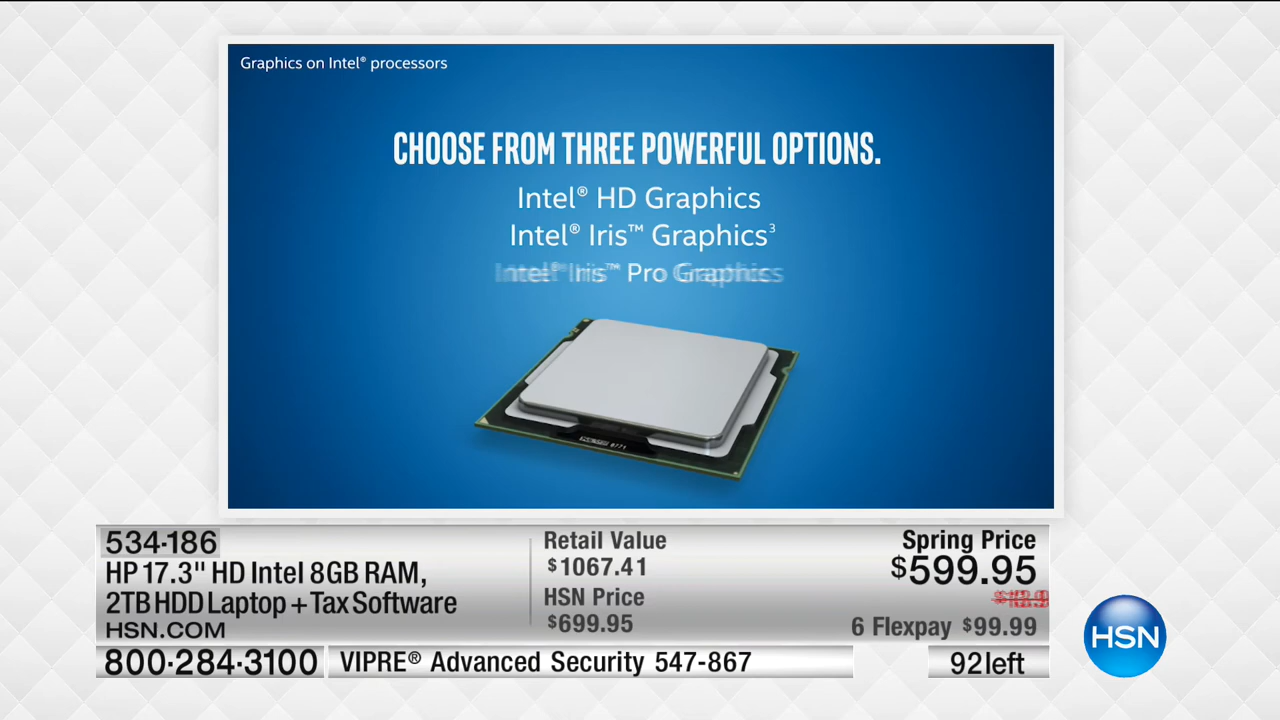 Graphics on Intel® processors
CHOOSE FROM THREE POWERFUL OPTIONS.
Intel® HD Graphics
Intel® Iris™ Graphics³
Intel® Iris™ Pro Graphics
534-186
HP 17.3" HD Intel 8GB RAM,
2TB HDD Laptop + Tax Software
HSN.COM
Retail Value
$1067.41
HSN Price
$699.95
Spring Price
$599.95
6 Flexpay $99.99
800·284·3100
VIPRE® Advanced Security 547-867
92 left
HSN